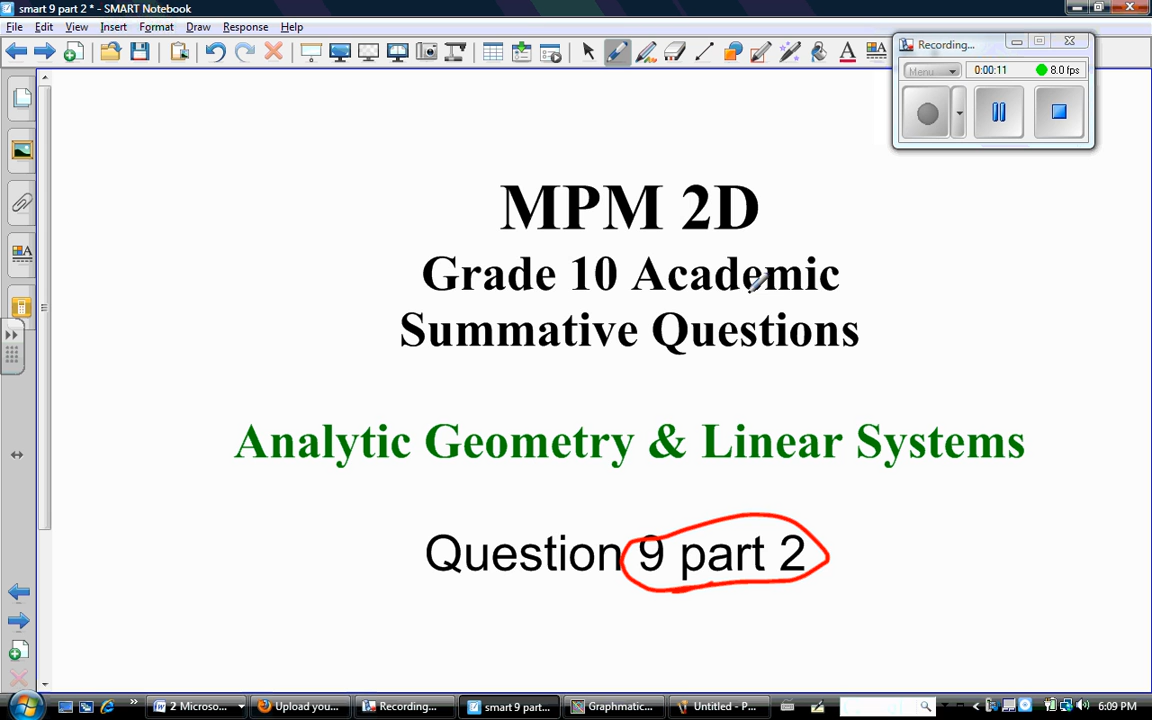 smart 9 part 2 * - SMART Notebook
File Edit View Insert Format Draw Response Help
Recording...
Menu 0:00:11 8.0 fps
MPM 2D
Grade 10 Academic
Summative Questions
Analytic Geometry & Linear Systems
Question 9 part 2
2 Microso... Upload you... Recording... smart 9 part... Graphmatic... Untitled - P... 6:09 PM